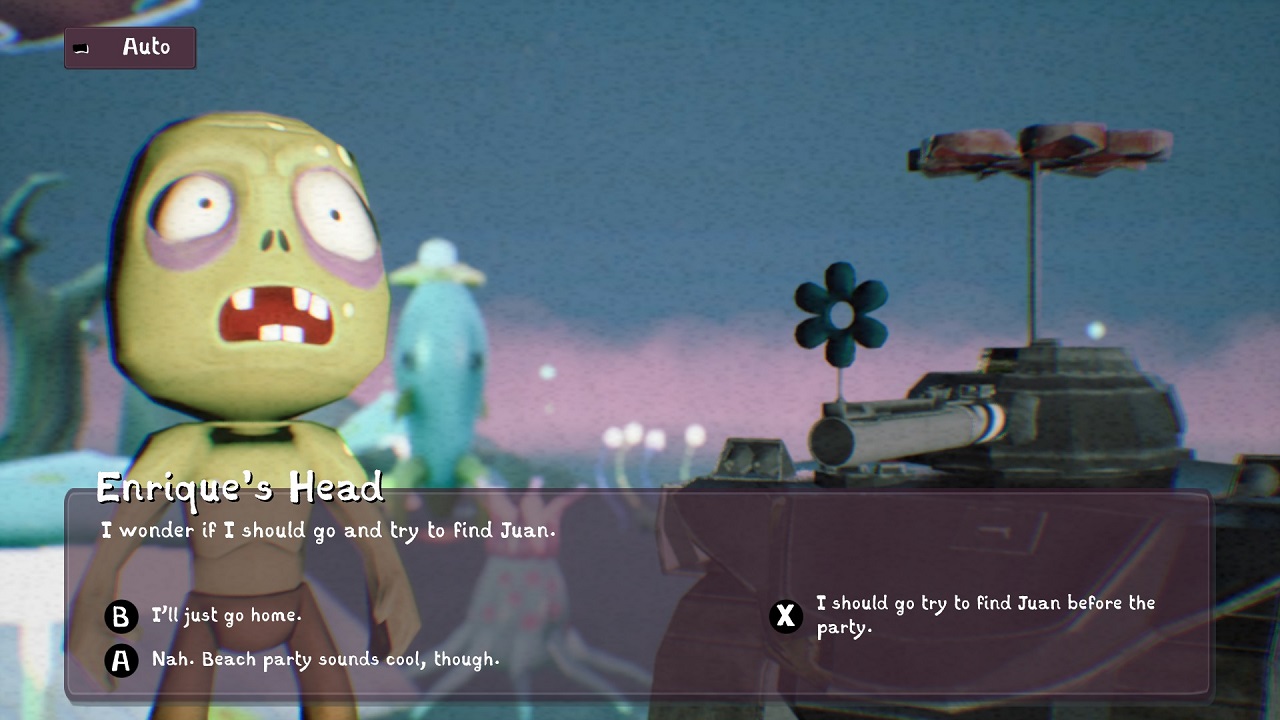 Auto
Enrique's Head
I wonder if I should go and try to find Juan.
B I'll just go home.
X I should go try to find Juan before the
party.
A Nah. Beach party sounds cool, though.